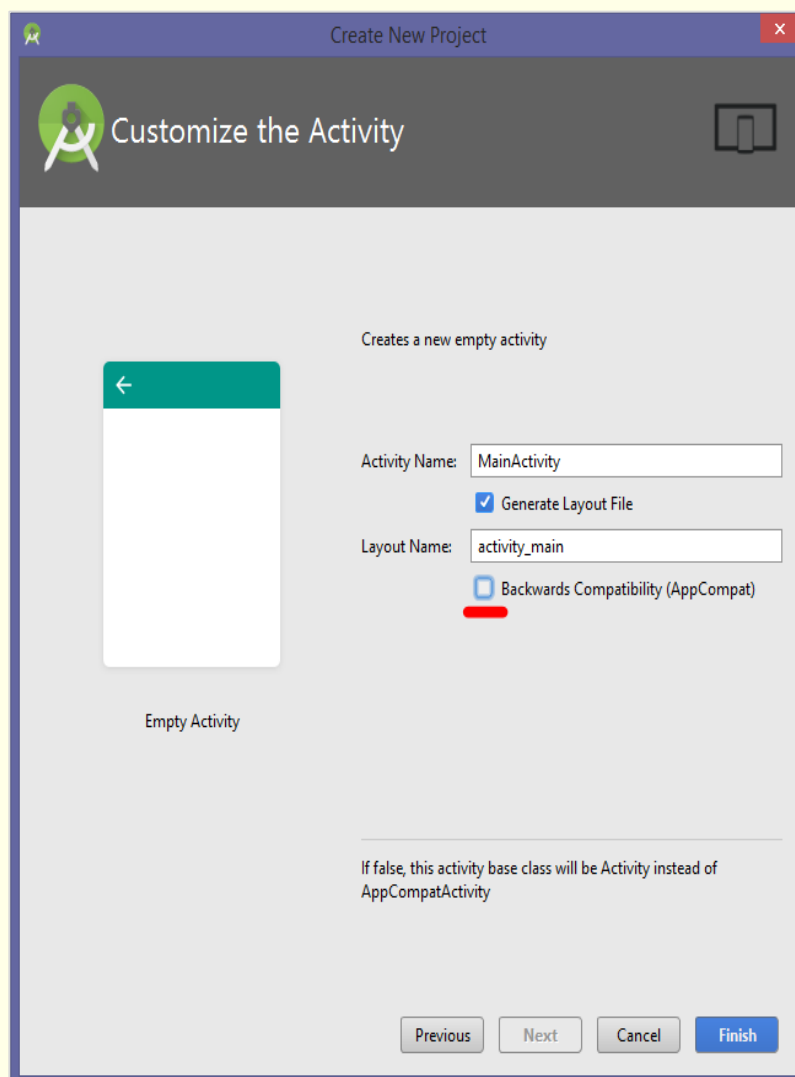 Create New Project
Customize the Activity
Creates a new empty activity
Activity Name: MainActivity
Generate Layout File
Layout Name: activity_main
Backwards Compatibility (AppCompat)
Empty Activity
If false, this activity base class will be Activity instead of
AppCompatActivity
Previous Next Cancel Finish